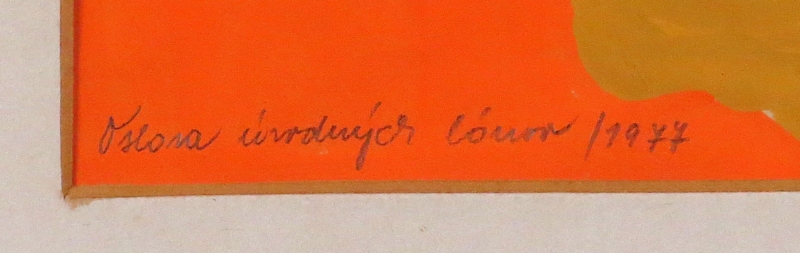 Oslava úrodných lánov /1977